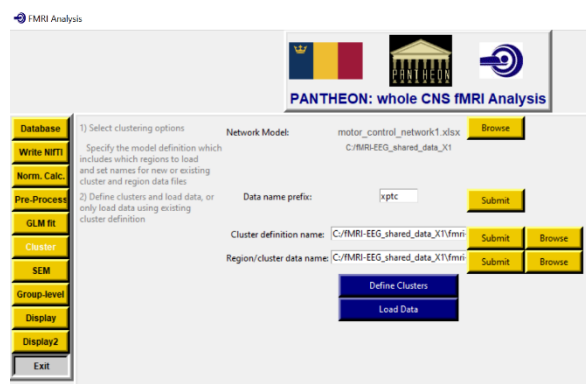 FMRI Analysis
PANTHEON
PANTHEON: whole CNS fMRI Analysis
Database
Write NIfTI
Norm. Calc.
Pre-Process
GLM fit
Cluster
SEM
Group-level
Display
Display2
Exit
1) Select clustering options
Specify the model definition which
includes which regions to load
and set names for new or existing
cluster and region data files
2) Define clusters and load data, or
only load data using existing
cluster definition
Network Model: motor_control_network1.xlsx Browse
C:/fMRI-EEG_shared_data_X1
Data name prefix: xptc Submit
Cluster definition name: C:/fMRI-EEG_shared_data_X1\fmri- Submit Browse
Region/cluster data name: C:/fMRI-EEG_shared_data_X1\fmri- Submit Browse
Define Clusters
Load Data